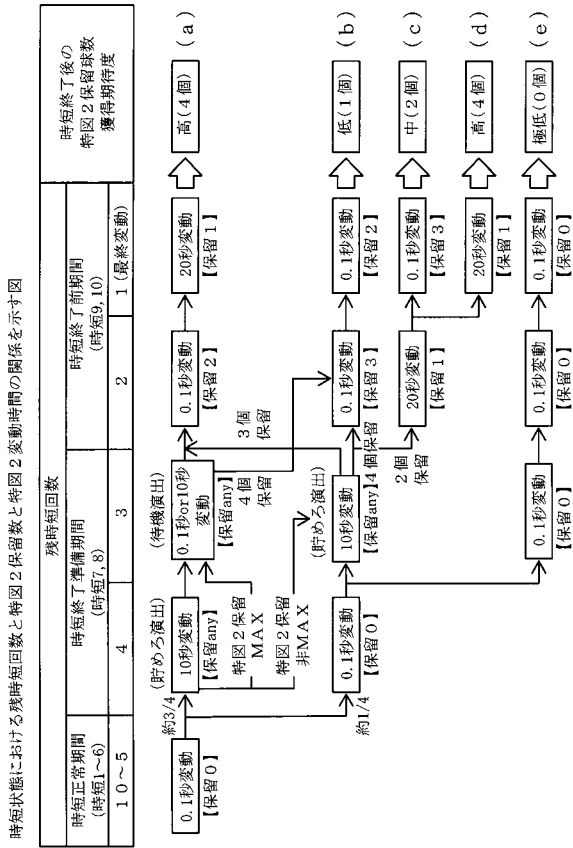 時短状態における残時短回数と特図２保留数と特図２変動時間の関係を示す図
残時短回数
時短終了後の
特図２保留球数
獲得期待度
時短正常期間
(時短1～6)
時短終了準備期間
(時短7, 8)
時短終了前期間
(時短9, 10)
１０～５
４
３
２
１(最終変動)
0.1秒変動
【保留０】
約3/4
(貯めろ演出)
10秒変動
【保留any】
特図２保留
ＭＡＸ
特図２保留
非ＭＡＸ
(待機演出)
0.1秒or10秒
変動
【保留any】
４個
保留
３個
保留
0.1秒変動
【保留２】
20秒変動
【保留１】
高(４個)
(ａ)
約1/4
0.1秒変動
【保留０】
(貯めろ演出)
10秒変動
【保留any】
４個保留
２個
保留
0.1秒変動
【保留３】
0.1秒変動
【保留２】
低(１個)
(ｂ)
20秒変動
【保留１】
0.1秒変動
【保留３】
中(２個)
(ｃ)
20秒変動
【保留１】
高(４個)
(ｄ)
0.1秒変動
【保留０】
0.1秒変動
【保留０】
0.1秒変動
【保留０】
極低(０個)
(ｅ)